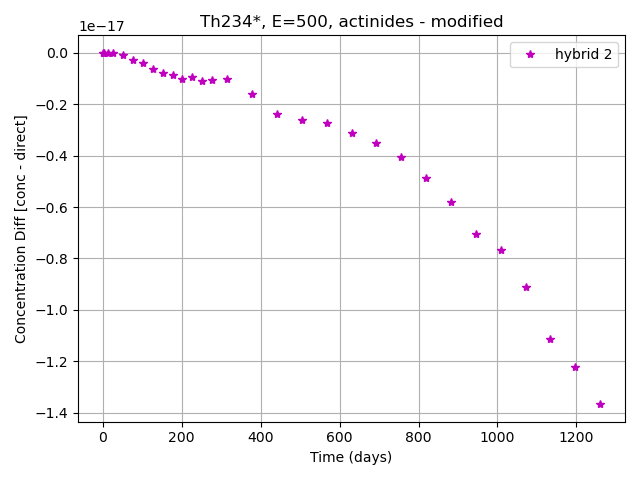 Th234*, E=500, actinides - modified
1e−17
hybrid 2
0.0
−0.2
−0.4
−0.6
−0.8
−1.0
−1.2
−1.4
Concentration Diff [conc - direct]
0 200 400 600 800 1000 1200
Time (days)